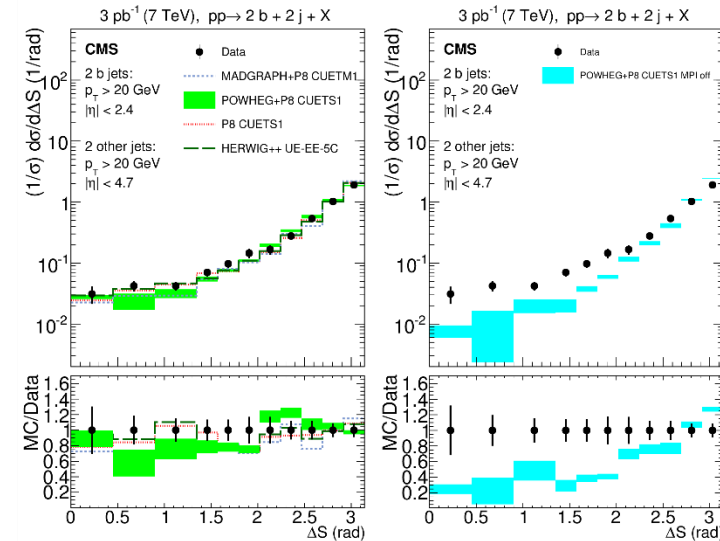 3 pb⁻¹ (7 TeV), pp→ 2 b + 2 j + X
CMS
2 b jets:
p_T > 20 GeV
|η| < 2.4
2 other jets:
p_T > 20 GeV
|η| < 4.7
Data
MADGRAPH+P8 CUETM1
POWHEG+P8 CUETS1
P8 CUETS1
HERWIG++ UE-EE-5C
(1/σ) dσ/dΔS (1/rad)
10²
10
1
10⁻¹
10⁻²
MC/Data
1.6
1.4
1.2
1.0
0.8
0.6
0.4
0.2
0 0.5 1 1.5 2 2.5 3
ΔS (rad)
3 pb⁻¹ (7 TeV), pp→ 2 b + 2 j + X
CMS
2 b jets:
p_T > 20 GeV
|η| < 2.4
2 other jets:
p_T > 20 GeV
|η| < 4.7
Data
POWHEG+P8 CUETS1 MPI off
(1/σ) dσ/dΔS (1/rad)
10²
10
1
10⁻¹
10⁻²
MC/Data
1.6
1.4
1.2
1.0
0.8
0.6
0.4
0.2
0 0.5 1 1.5 2 2.5 3
ΔS (rad)